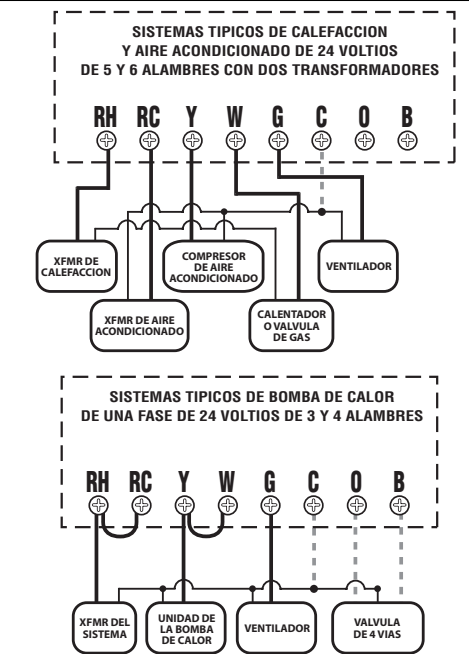 SISTEMAS TIPICOS DE CALEFACCION
Y AIRE ACONDICIONADO DE 24 VOLTIOS
DE 5 Y 6 ALAMBRES CON DOS TRANSFORMADORES
RH RC Y W G C O B
XFMR DE
CALEFACCION
COMPRESOR
DE AIRE
ACONDICIONADO
VENTILADOR
XFMR DE AIRE
ACONDICIONADO
CALENTADOR
O VALVULA
DE GAS
SISTEMAS TIPICOS DE BOMBA DE CALOR
DE UNA FASE DE 24 VOLTIOS DE 3 Y 4 ALAMBRES
RH RC Y W G C O B
XFMR DEL
SISTEMA
UNIDAD DE
LA BOMBA
DE CALOR
VENTILADOR
VALVULA
DE 4 VIAS